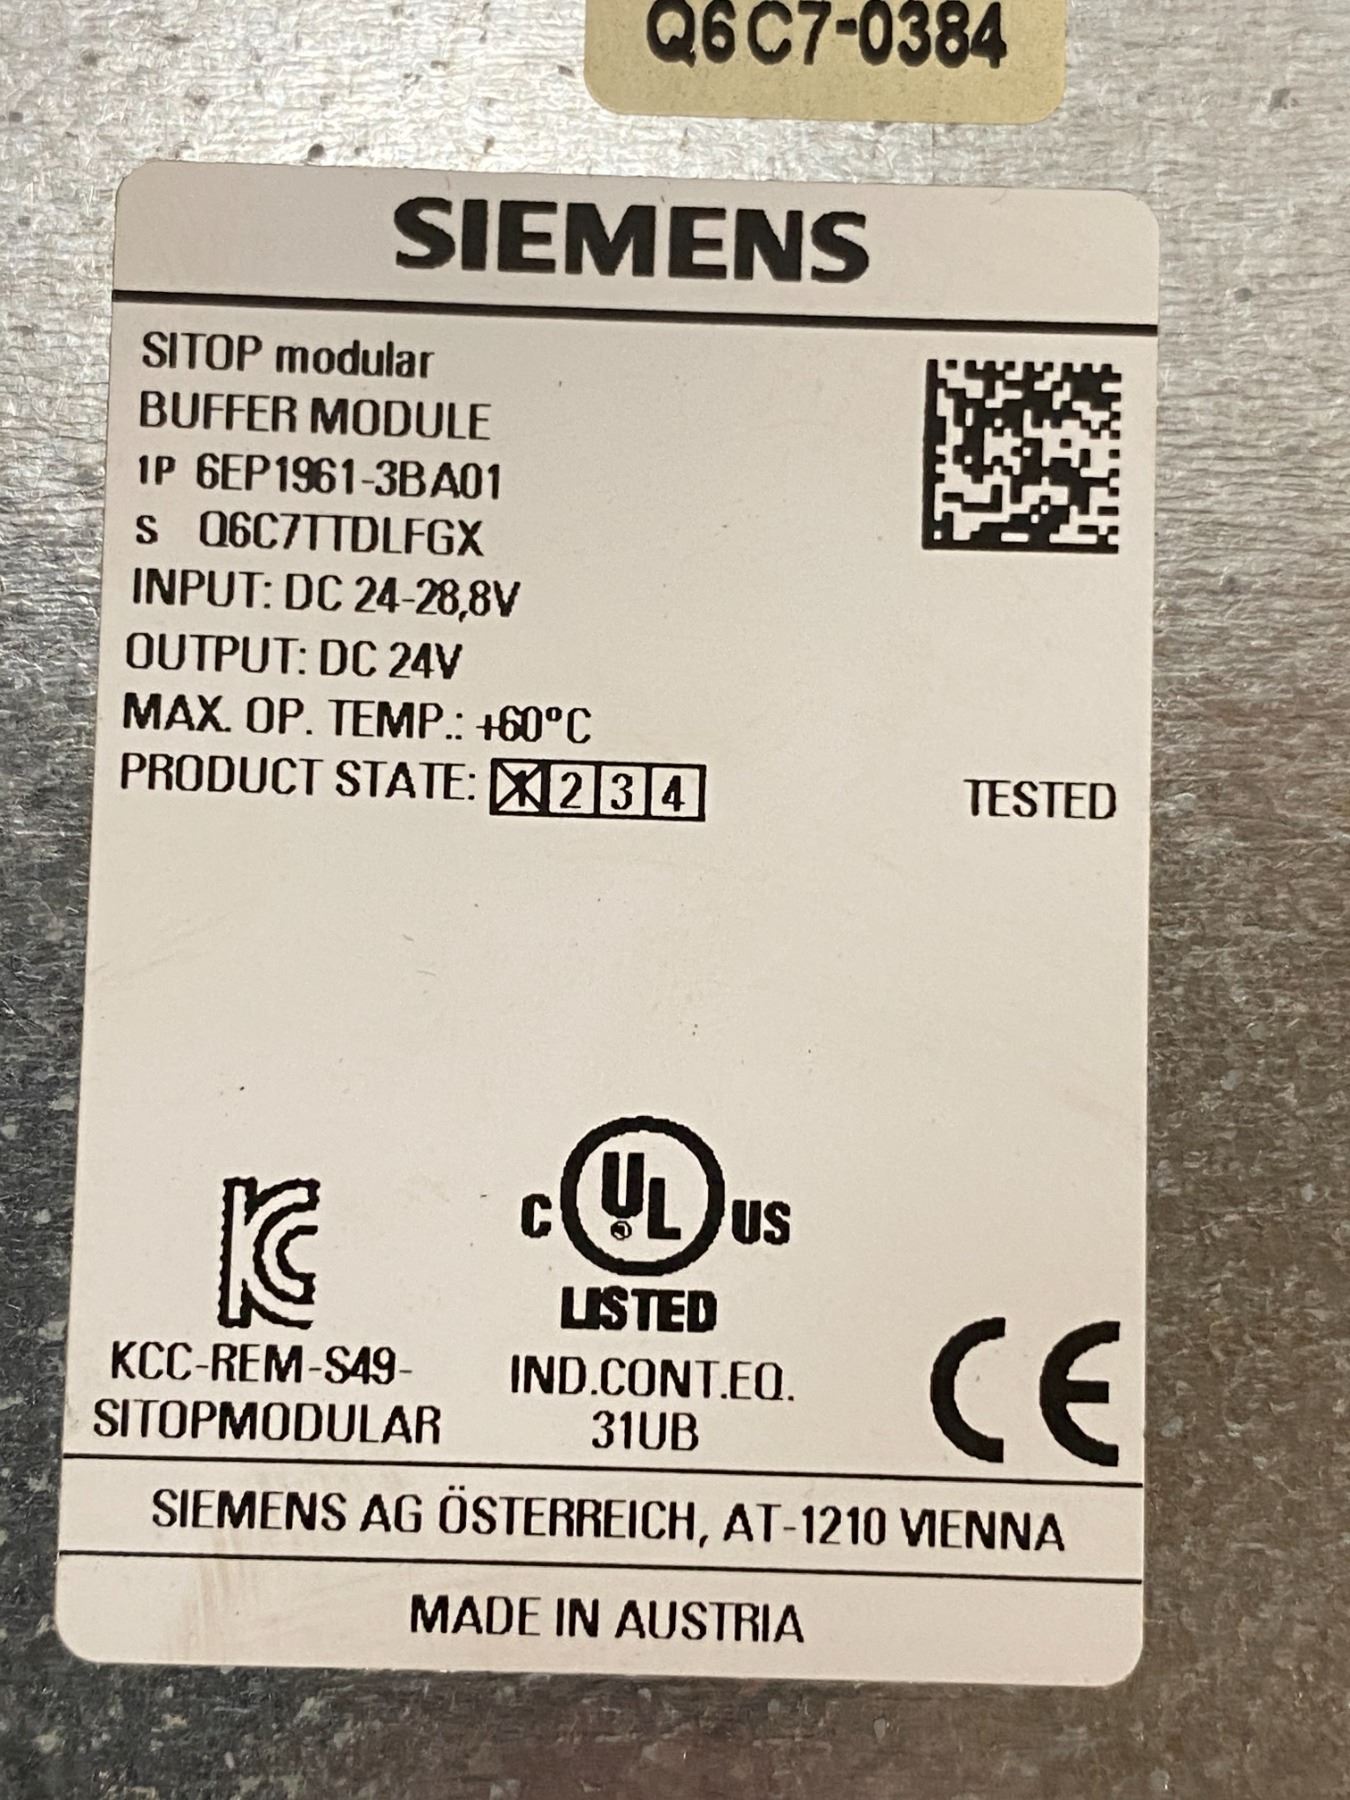 Q6C7-0384
SIEMENS
SITOP modular
BUFFER MODULE
1P 6EP1961-3BA01
S Q6C7TTDLFGX
INPUT: DC 24-28,8V
OUTPUT: DC 24V
MAX. OP. TEMP.: +60°C
PRODUCT STATE: 1 2 3 4
TESTED
C UL US
LISTED
KC
KCC-REM-S49-
SITOPMODULAR
IND.CONT.EQ.
31UB
CE
SIEMENS AG ÖSTERREICH, AT-1210 VIENNA
MADE IN AUSTRIA